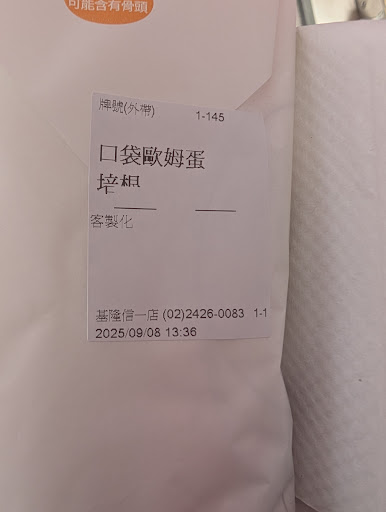 可能含有骨頭
牌號(外帶) 1-145
口袋歐姆蛋
培根
客製化
基隆信一店 (02)2426-0083 1-1
2025/09/08 13:36